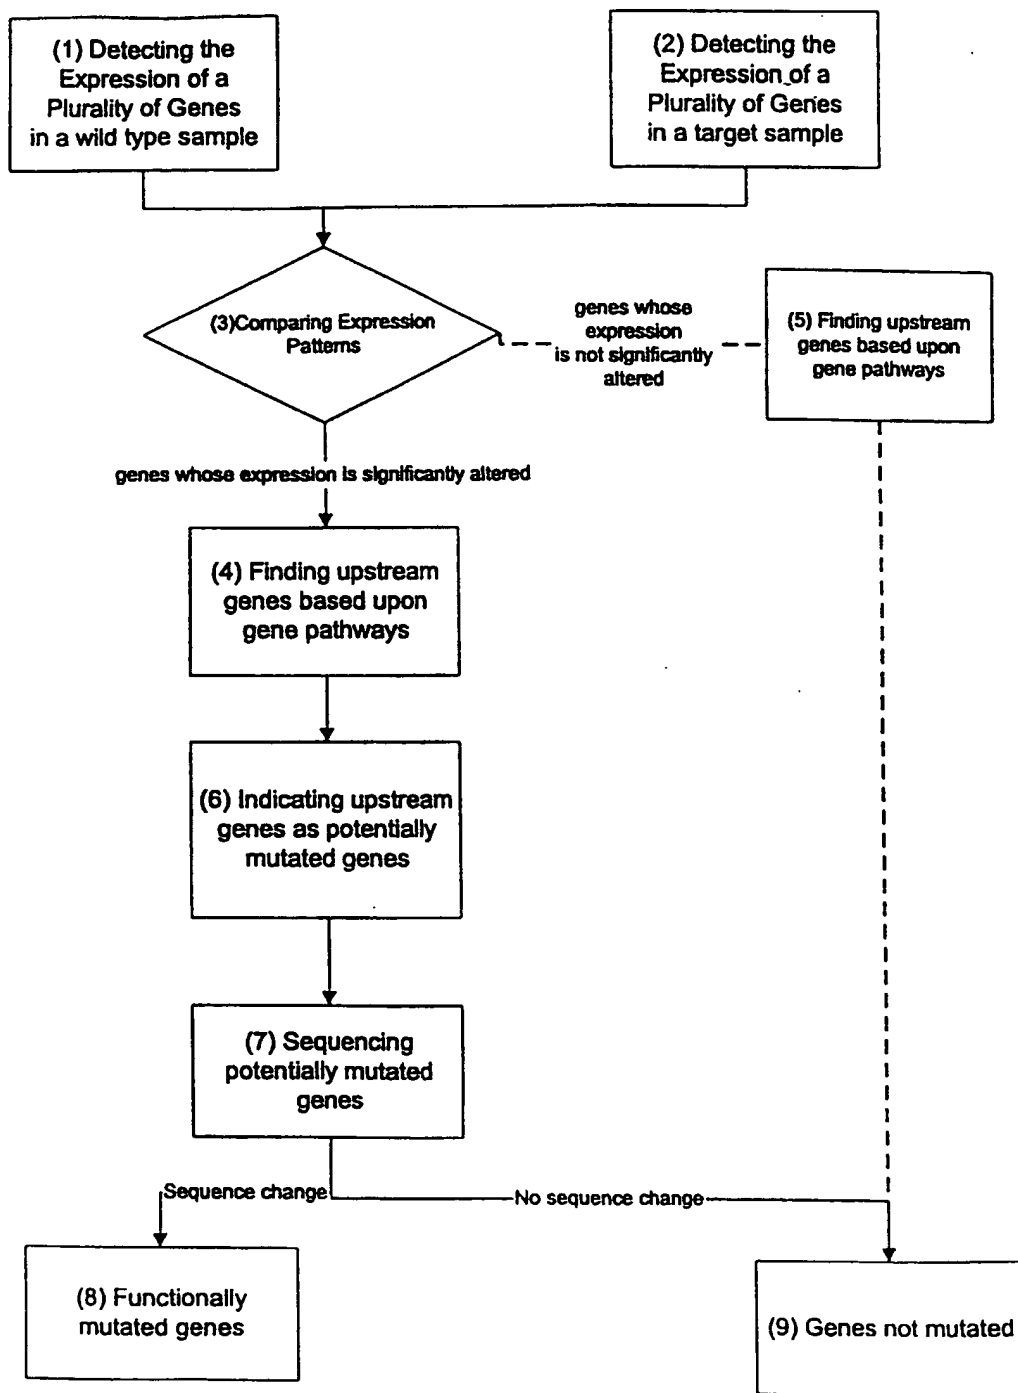 (1) Detecting the
Expression of a
Plurality of Genes
in a wild type sample
(2) Detecting the
Expression of a
Plurality of Genes
in a target sample
(3)Comparing Expression
Patterns
genes whose
expression
is not significantly
altered
(5) Finding upstream
genes based upon
gene pathways
genes whose expression is significantly altered
(4) Finding upstream
genes based upon
gene pathways
(6) Indicating upstream
genes as potentially
mutated genes
(7) Sequencing
potentially mutated
genes
Sequence change
No sequence change
(8) Functionally
mutated genes
(9) Genes not mutated